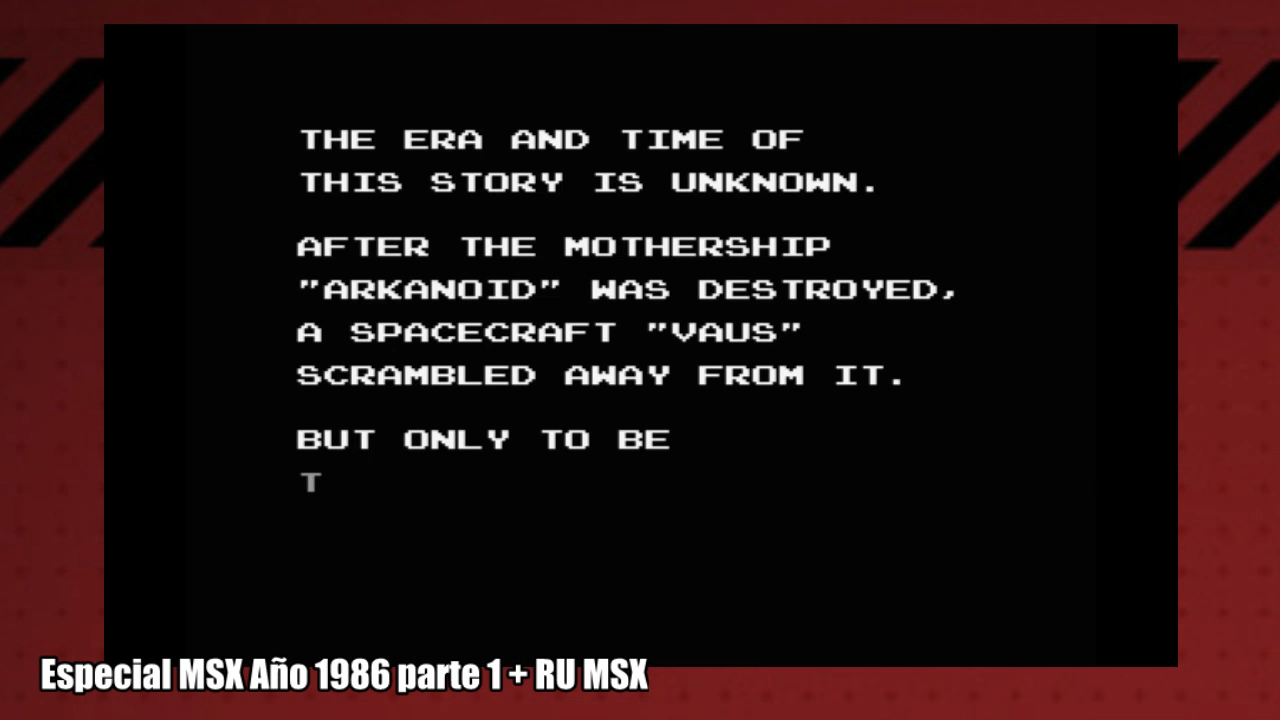 THE ERA AND TIME OF
THIS STORY IS UNKNOWN.
AFTER THE MOTHERSHIP
"ARKANOID" WAS DESTROYED,
A SPACECRAFT "VAUS"
SCRAMBLED AWAY FROM IT.
BUT ONLY TO BE
T
Especial MSX Año 1986 parte 1 + RU MSX